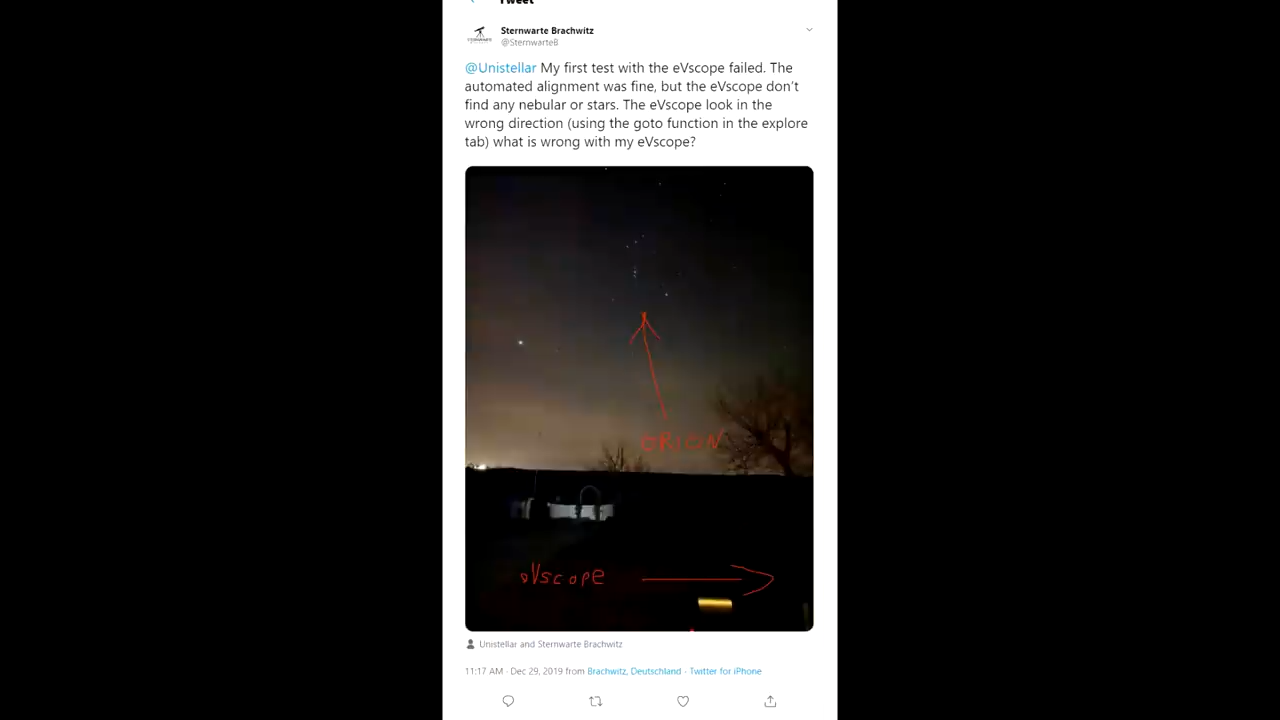 Tweet
Sternwarte Brachwitz
@SternwarteB
@Unistellar My first test with the eVscope failed. The
automated alignment was fine, but the eVscope don't
find any nebular or stars. The eVscope look in the
wrong direction (using the goto function in the explore
tab) what is wrong with my eVscope?
ORION
eVscope
Unistellar and Sternwarte Brachwitz
11:17 AM · Dec 29, 2019 from Brachwitz, Deutschland · Twitter for iPhone